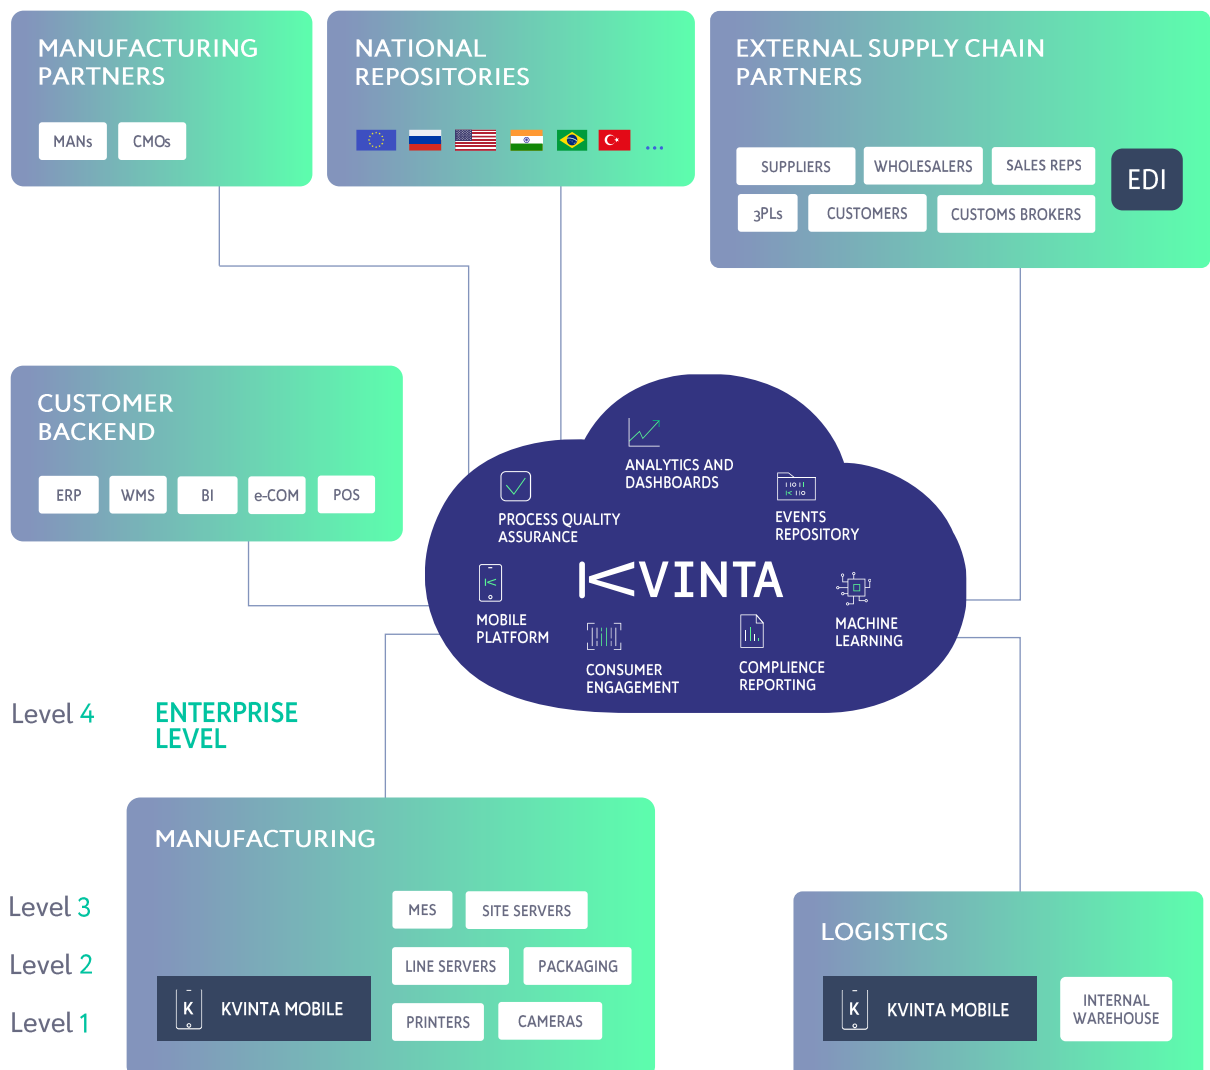 MANUFACTURING
PARTNERS
MANs
CMOs
NATIONAL
REPOSITORIES
...
EXTERNAL SUPPLY CHAIN
PARTNERS
SUPPLIERS
WHOLESALERS
SALES REPS
EDI
3PLs
CUSTOMERS
CUSTOMS BROKERS
CUSTOMER
BACKEND
ERP
WMS
BI
e-COM
POS
ANALYTICS AND
DASHBOARDS
PROCESS QUALITY
ASSURANCE
EVENTS
REPOSITORY
KVINTA
MOBILE
PLATFORM
MACHINE
LEARNING
CONSUMER
ENGAGEMENT
COMPLIENCE
REPORTING
Level 4
ENTERPRISE
LEVEL
MANUFACTURING
Level 3
MES
SITE SERVERS
Level 2
LINE SERVERS
PACKAGING
Level 1
K
KVINTA MOBILE
PRINTERS
CAMERAS
LOGISTICS
K
KVINTA MOBILE
INTERNAL
WAREHOUSE